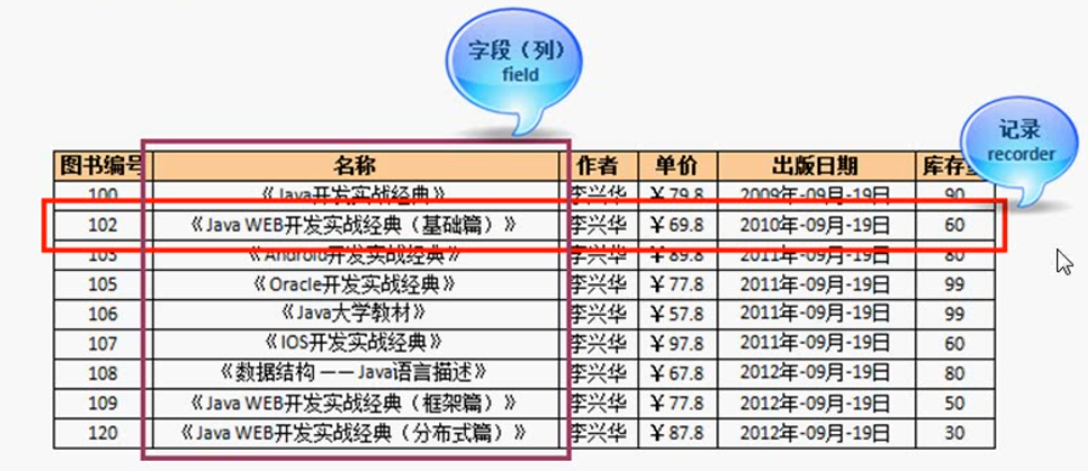 字段（列）
field
记录
recorder
图书编号 名称 作者 单价 出版日期 库存
100 《Java开发实战经典》 李兴华 ￥79.8 2009年-09月-19日 90
102 《Java WEB开发实战经典（基础篇）》 李兴华 ￥69.8 2010年-09月-19日 60
103 《Android开发实战经典》 李兴华 ￥89.8 2011年-09月-19日 80
105 《Oracle开发实战经典》 李兴华 ￥77.8 2011年-09月-19日 99
106 《Java大学教材》 李兴华 ￥57.8 2011年-09月-19日 99
107 《IOS开发实战经典》 李兴华 ￥97.8 2011年-09月-19日 60
108 《数据结构 —— Java语言描述》 李兴华 ￥67.8 2012年-09月-19日 80
109 《Java WEB开发实战经典（框架篇）》 李兴华 ￥77.8 2012年-09月-19日 50
120 《Java WEB开发实战经典（分布式篇）》 李兴华 ￥87.8 2012年-09月-19日 30